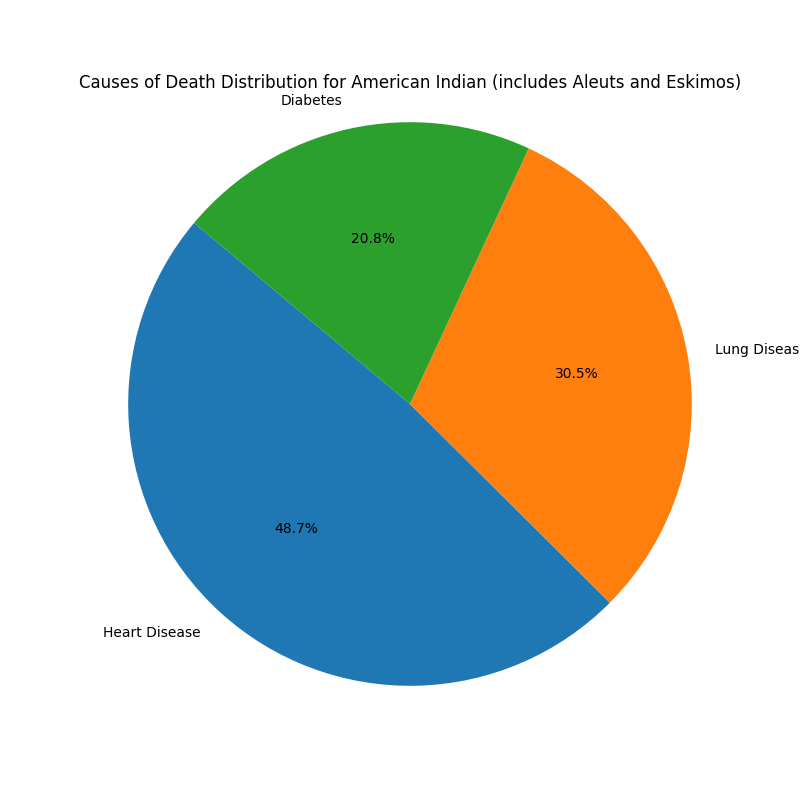 Causes of Death Distribution for American Indian (includes Aleuts and Eskimos)
Diabetes
20.8%
Lung Diseas
30.5%
48.7%
Heart Disease